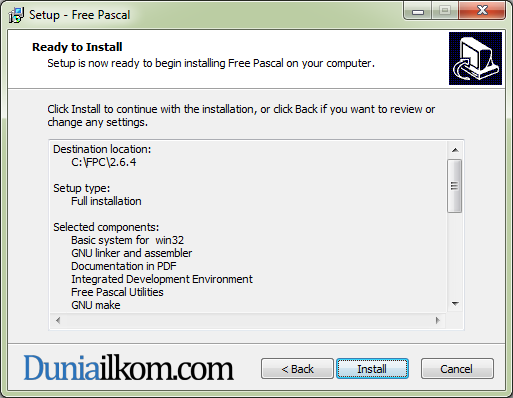 Setup - Free Pascal
Ready to Install
Setup is now ready to begin installing Free Pascal on your computer.
Click Install to continue with the installation, or click Back if you want to review or
change any settings.
Destination location:
C:\FPC\2.6.4
Setup type:
Full installation
Selected components:
Basic system for win32
GNU linker and assembler
Documentation in PDF
Integrated Development Environment
Free Pascal Utilities
GNU make
Duniailkom.com
< Back
Install
Cancel